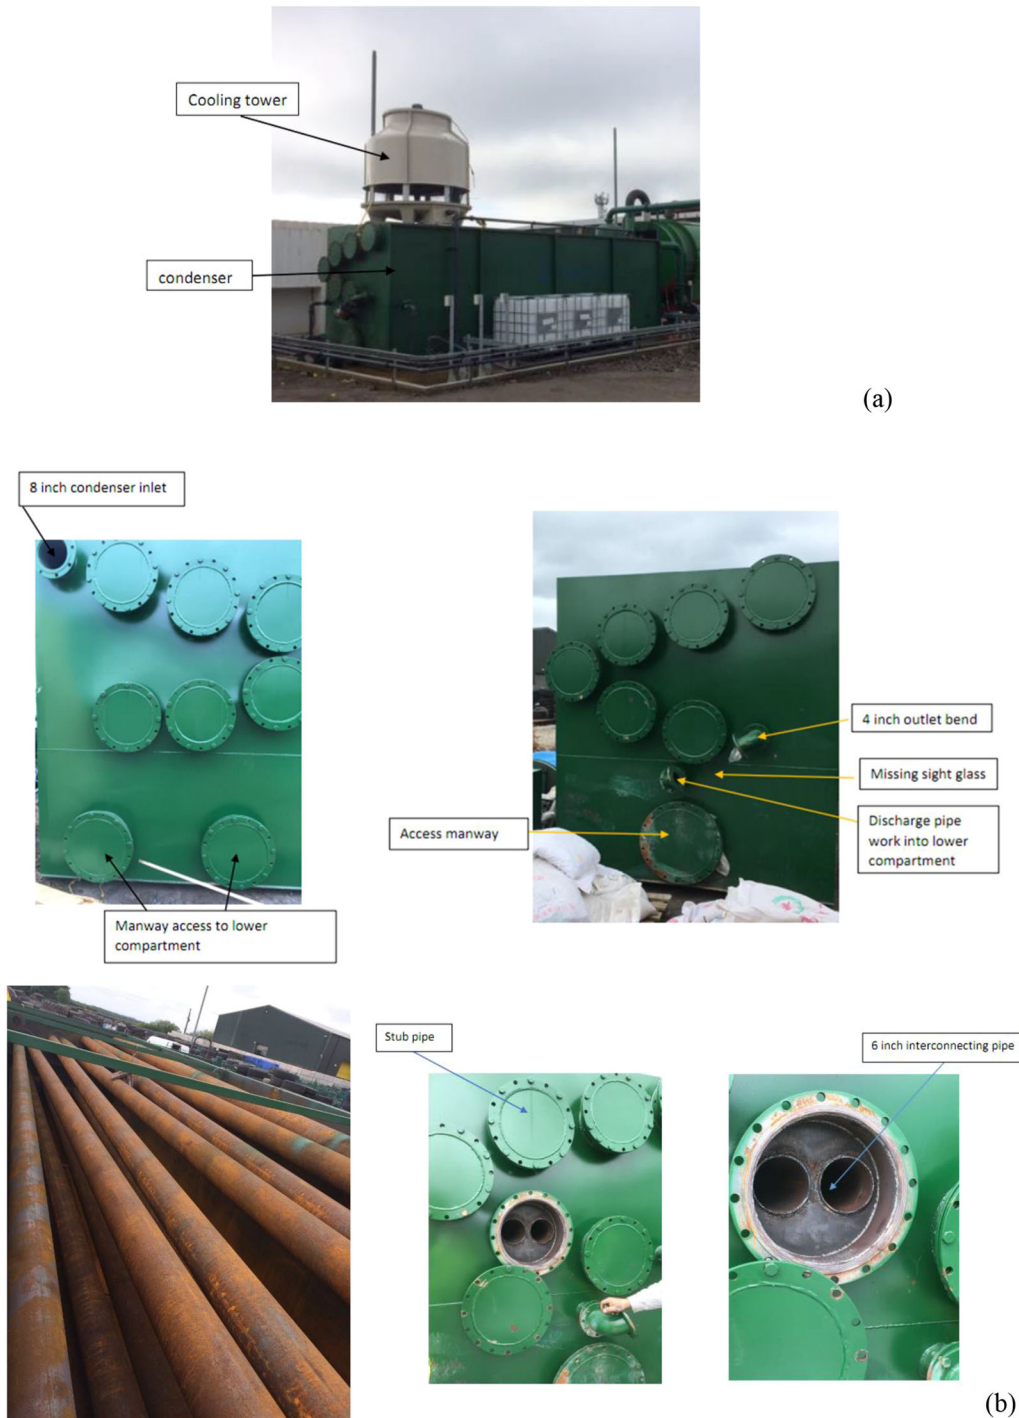 Cooling tower
condenser
(a)
8 inch condenser inlet
4 inch outlet bend
Missing sight glass
Discharge pipe
work into lower
compartment
Access manway
Manway access to lower
compartment
Stub pipe
6 inch interconnecting pipe
(b)